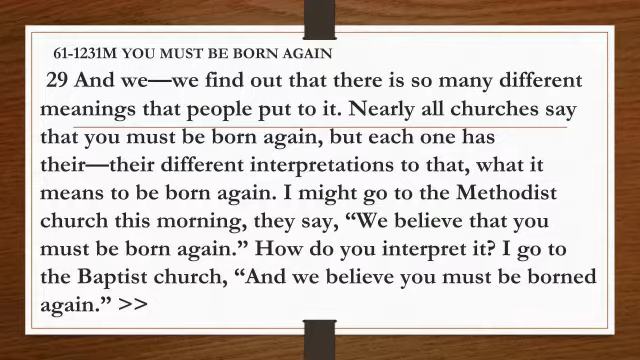 61-1231M YOU MUST BE BORN AGAIN
29 And we—we find out that there is so many different
meanings that people put to it. Nearly all churches say
that you must be born again, but each one has
their—their different interpretations to that, what it
means to be born again. I might go to the Methodist
church this morning, they say, “We believe that you
must be born again.” How do you interpret it? I go to
the Baptist church, “And we believe you must be borned
again.” >>